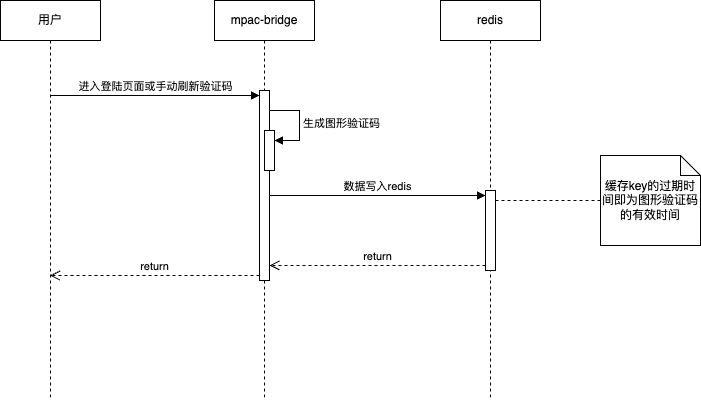 用户
mpac-bridge
redis
进入登陆页面或手动刷新验证码
生成图形验证码
数据写入redis
缓存key的过期时
间即为图形验证码
的有效时间
return
return